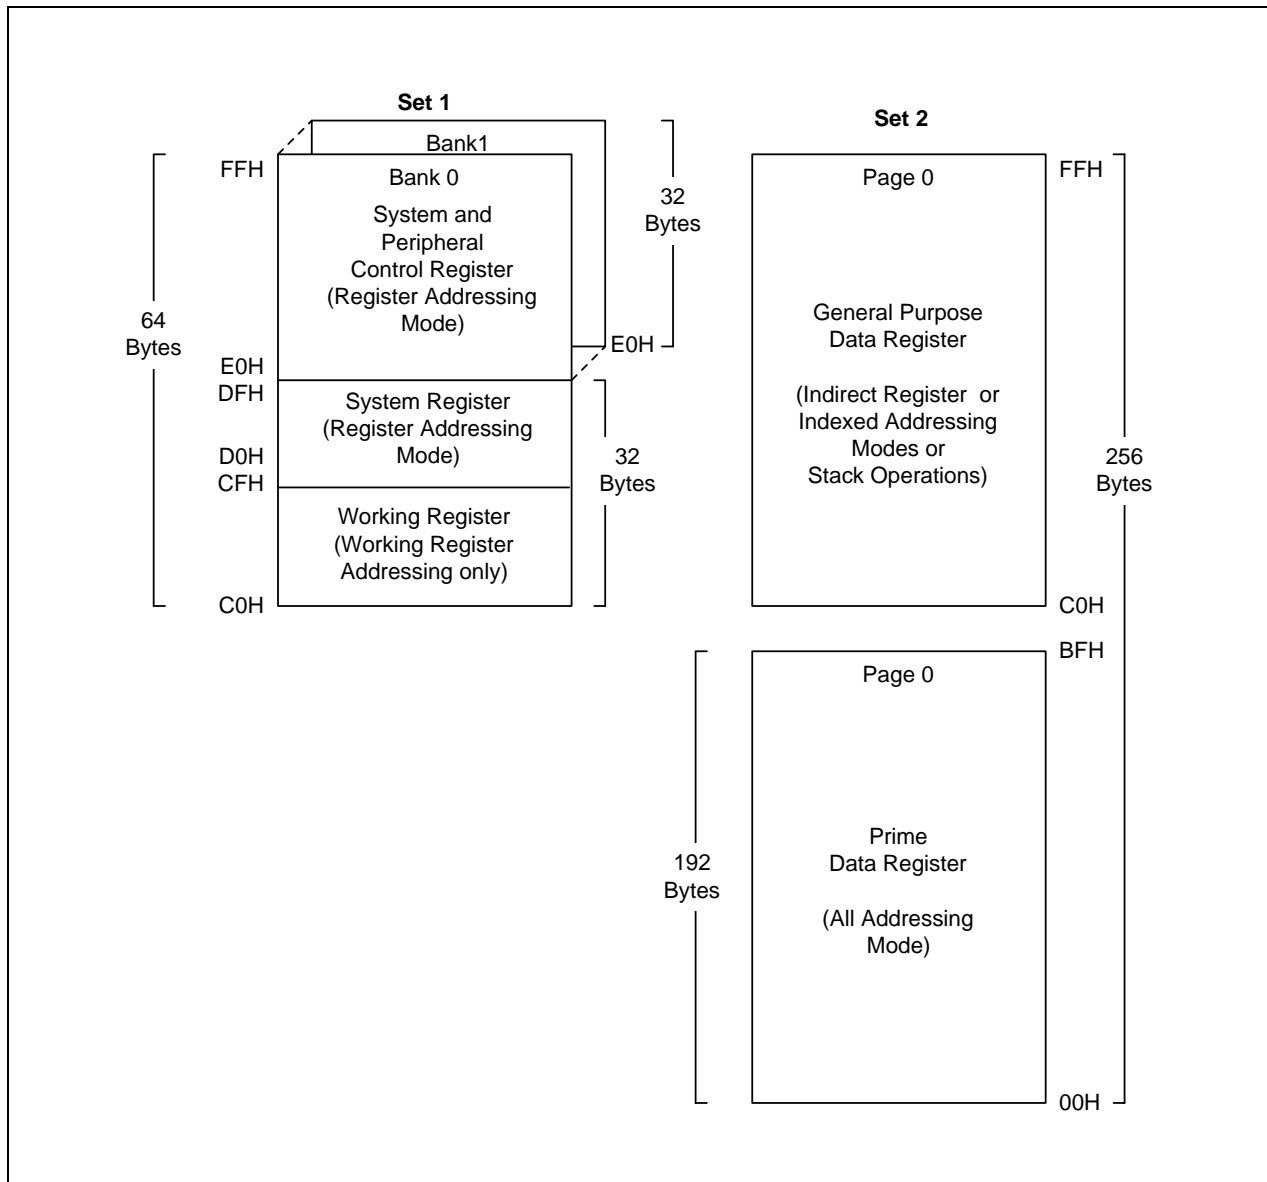 Set 1
Bank1
FFH
Bank 0
System and
Peripheral
Control Register
(Register Addressing
Mode)
32
Bytes
64
Bytes
E0H
E0H
DFH
System Register
(Register Addressing
Mode)
D0H
CFH
32
Bytes
Working Register
(Working Register
Addressing only)
C0H
Set 2
Page 0
FFH
General Purpose
Data Register
(Indirect Register or
Indexed Addressing
Modes or
Stack Operations)
256
Bytes
C0H
BFH
Page 0
192
Bytes
Prime
Data Register
(All Addressing
Mode)
00H